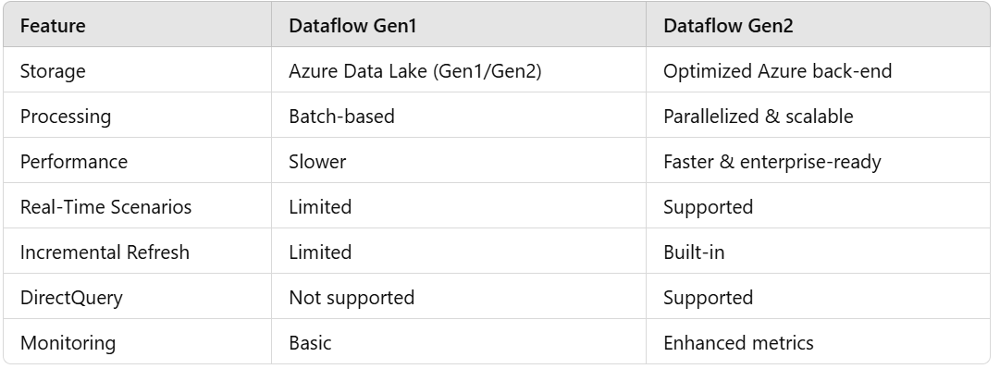 Feature Dataflow Gen1 Dataflow Gen2
Storage Azure Data Lake (Gen1/Gen2) Optimized Azure back-end
Processing Batch-based Parallelized & scalable
Performance Slower Faster & enterprise-ready
Real-Time Scenarios Limited Supported
Incremental Refresh Limited Built-in
DirectQuery Not supported Supported
Monitoring Basic Enhanced metrics